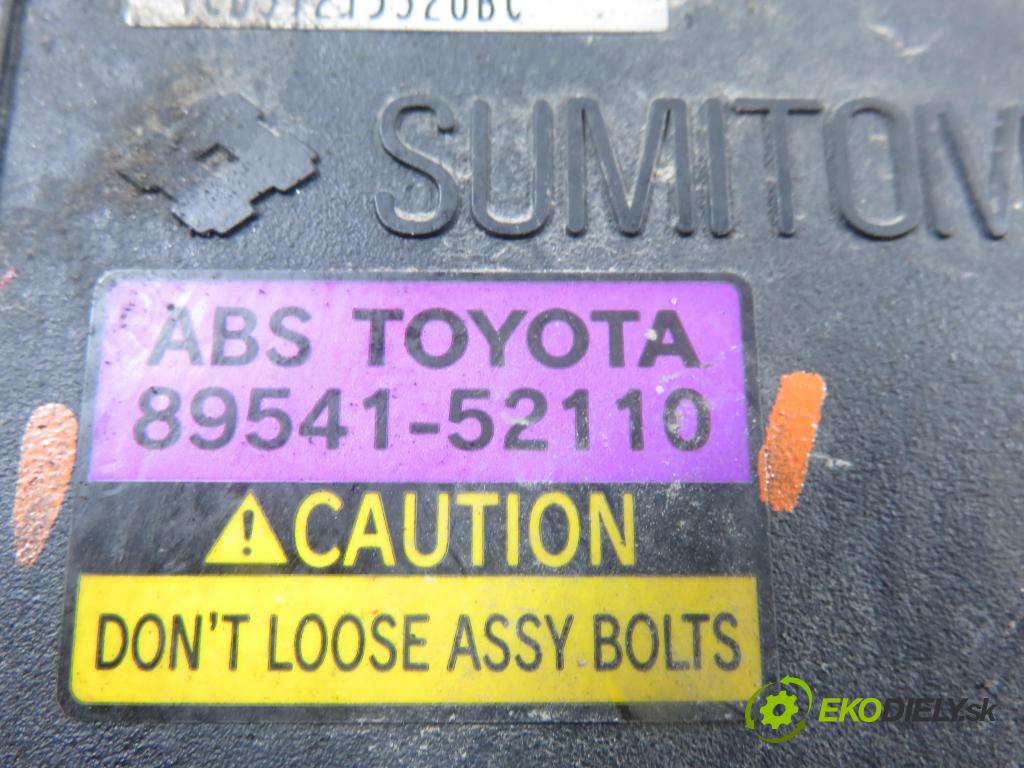 SUMITOM
ABS TOYOTA
89541-52110
CAUTION
DON'T LOOSE ASSY BOLTS
EKODIELY.sk